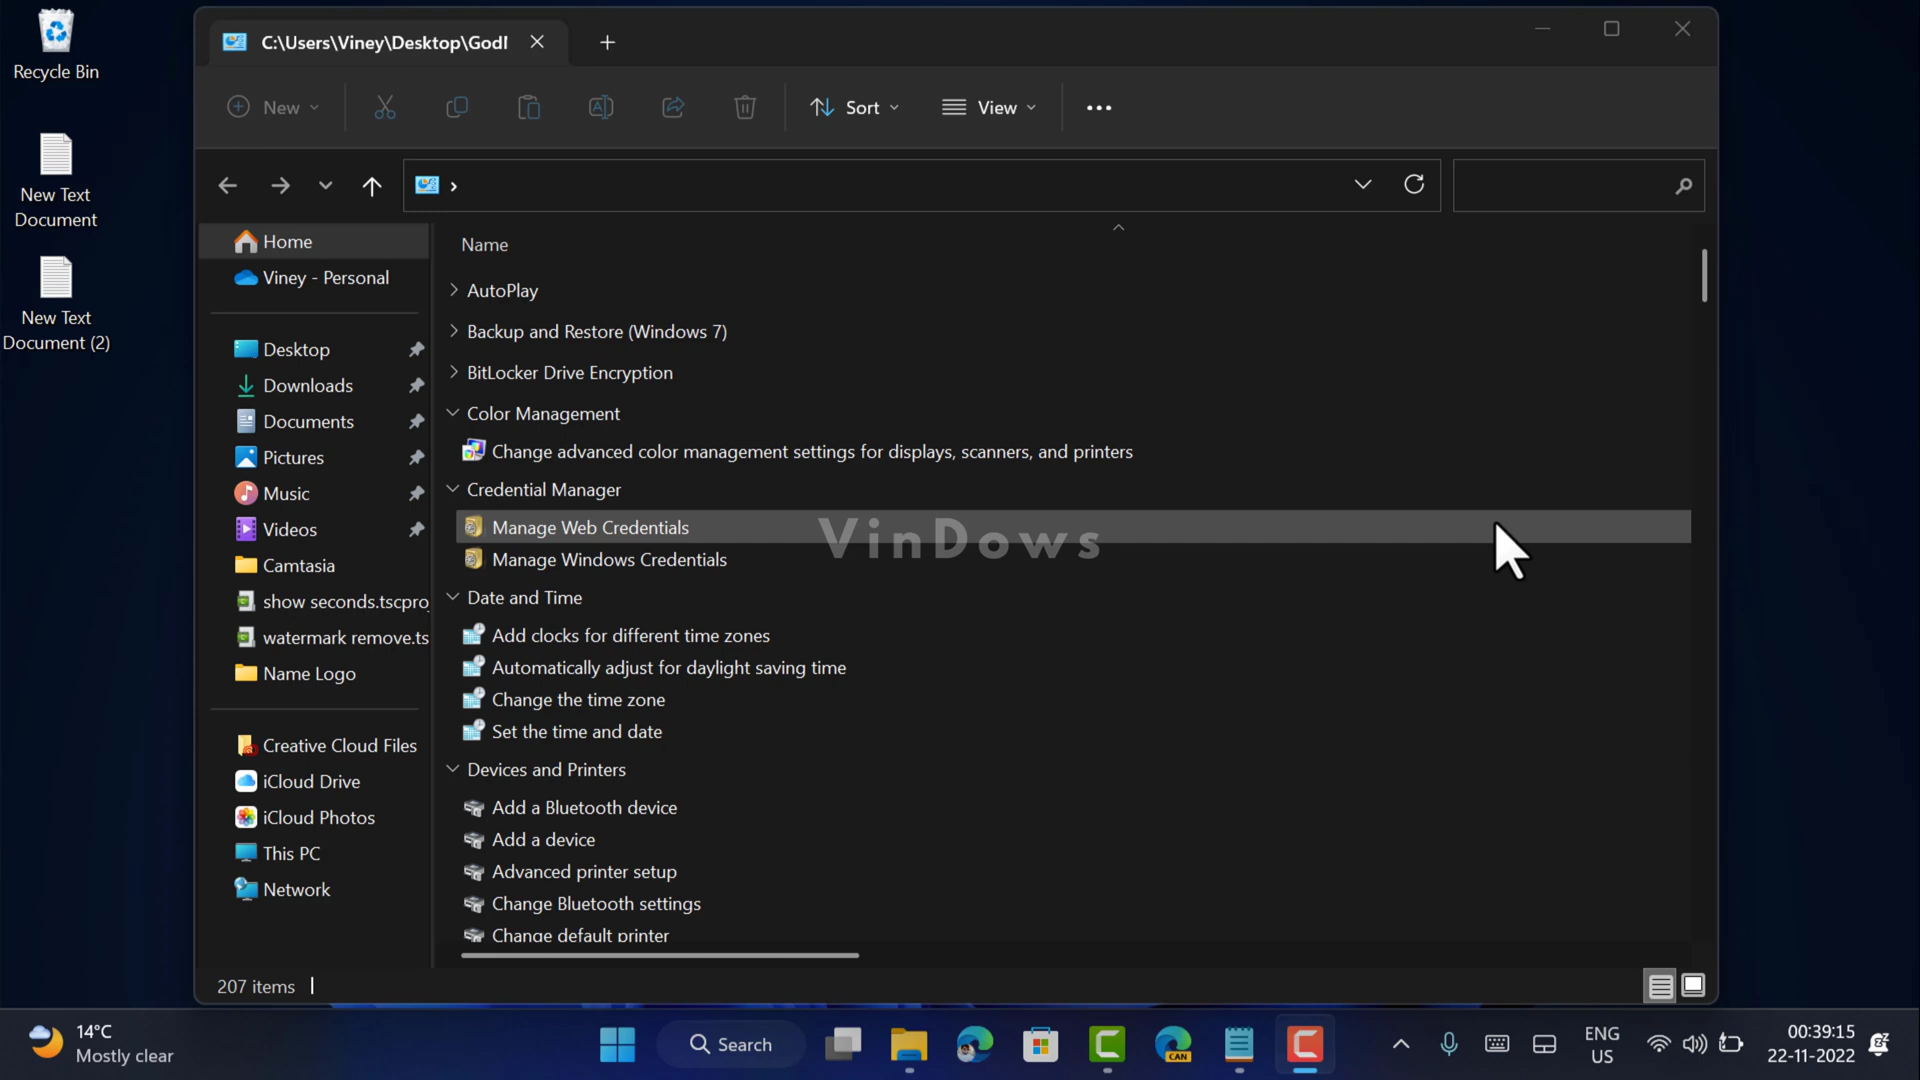 Recycle Bin
New Text
Document
New Text
Document (2)
C:\Users\Viney\Desktop\God
New
Sort
View
Home
Viney - Personal
Desktop
Downloads
Documents
Pictures
Music
Videos
Camtasia
show seconds.tscpro
watermark remove.ts
Name Logo
Creative Cloud Files
iCloud Drive
iCloud Photos
This PC
Network
Name
AutoPlay
Backup and Restore (Windows 7)
BitLocker Drive Encryption
Color Management
Change advanced color management settings for displays, scanners, and printers
Credential Manager
Manage Web Credentials
VinDows
Manage Windows Credentials
Date and Time
Add clocks for different time zones
Automatically adjust for daylight saving time
Change the time zone
Set the time and date
Devices and Printers
Add a Bluetooth device
Add a device
Advanced printer setup
Change Bluetooth settings
Change default printer
207 items
14°C
Mostly clear
Search
CAN
ENG
US
00:39:15
22-11-2022